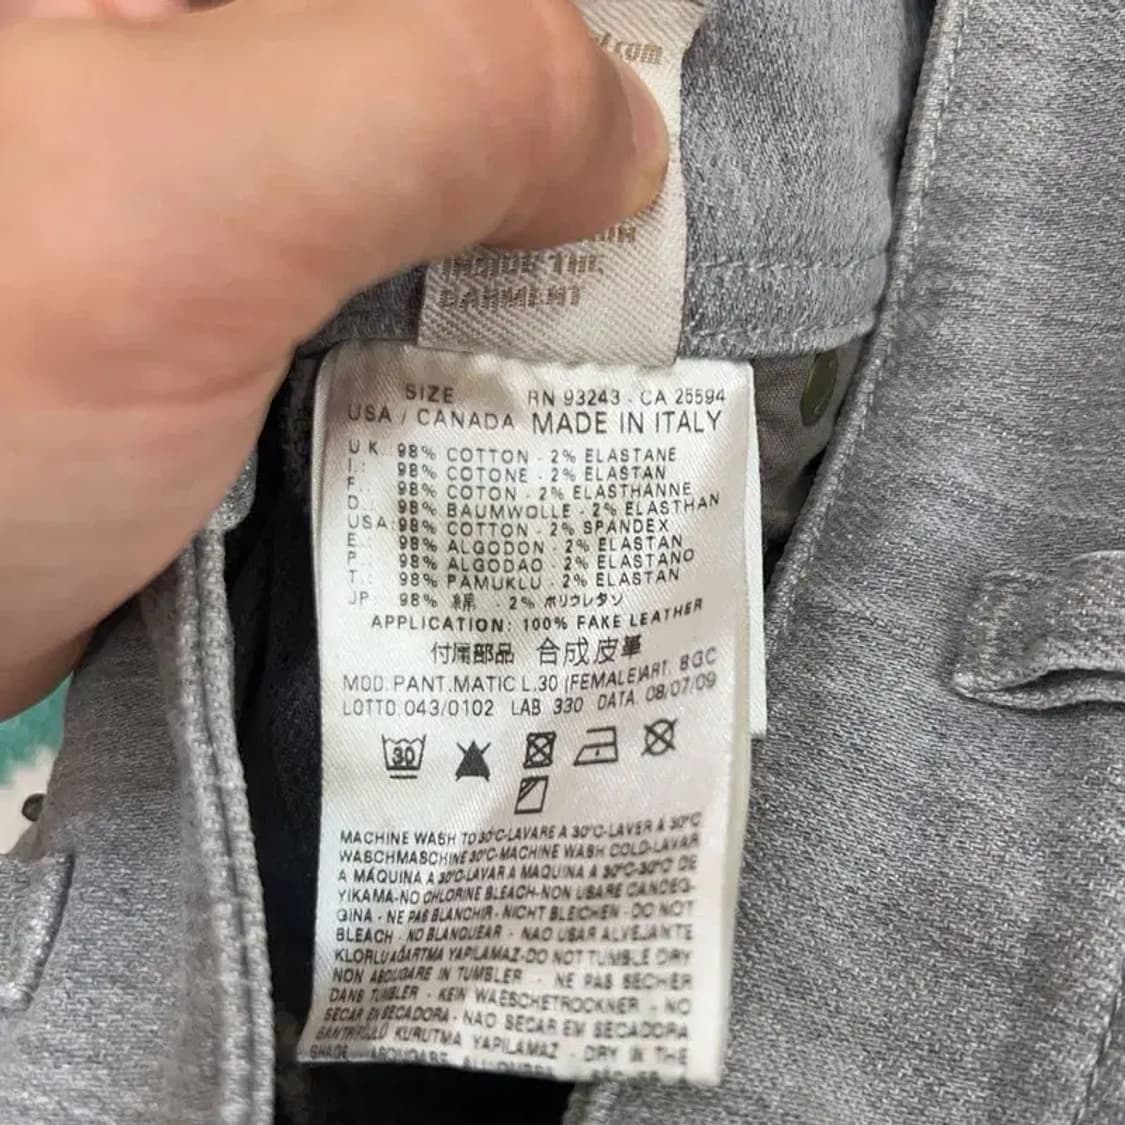 .com
INSIDE THE
GARMENT
SIZE RN 93243 - CA 25594
USA / CANADA MADE IN ITALY
U.K.: 98% COTTON - 2% ELASTANE
I.: 98% COTONE - 2% ELASTAN
F.: 98% COTON - 2% ELASTHANNE
D.: 98% BAUMWOLLE - 2% ELASTHAN
USA: 98% COTTON - 2% SPANDEX
E.: 98% ALGODON - 2% ELASTAN
P.: 98% ALGODAO - 2% ELASTANO
T.: 98% PAMUKLU - 2% ELASTAN
JP. 98% 綿 - 2% ポリウレタン
APPLICATION: 100% FAKE LEATHER
付属部品 合成皮革
MOD.PANT.MATIC L.30 (FEMALE)ART. BGC
LOTTO.043/0102 LAB 330 DATA 08/07/09
30
MACHINE WASH TO 30°C-LAVARE A 30°C-LAVER À 30°C
WASCHMASCHINE 30°C-MACHINE WASH COLD-LAVAR
A MÁQUINA A 30°C-LAVAR A MAQUINA A 30°C-30°C DE
YIKAMA-NO CHLORINE BLEACH-NON USARE CANDEG-
GINA - NE PAS BLANCHIR - NICHT BLEICHEN - DO NOT
BLEACH - NO BLANQUEAR - NAO USAR ALVEJANTE
KLORLU AĞARTMA YAPILAMAZ-DO NOT TUMBLE DRY
NON ASCIUGARE IN TUMBLER - NE PAS SECHER
DANS TUMBLER - KEIN WAESCHETROCKNER - NO
SECAR EN SECADORA - NAO SECAR EM SECADORA
KURUTMA YAPILAMAZ - DRY IN THE
SHADE